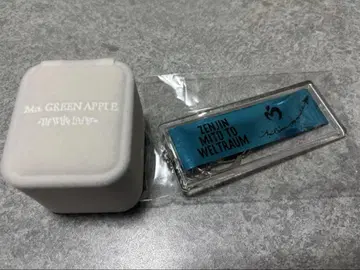 Mrs. GREEN APPLE
ZENJIN
MITO TO
WELTRAUM